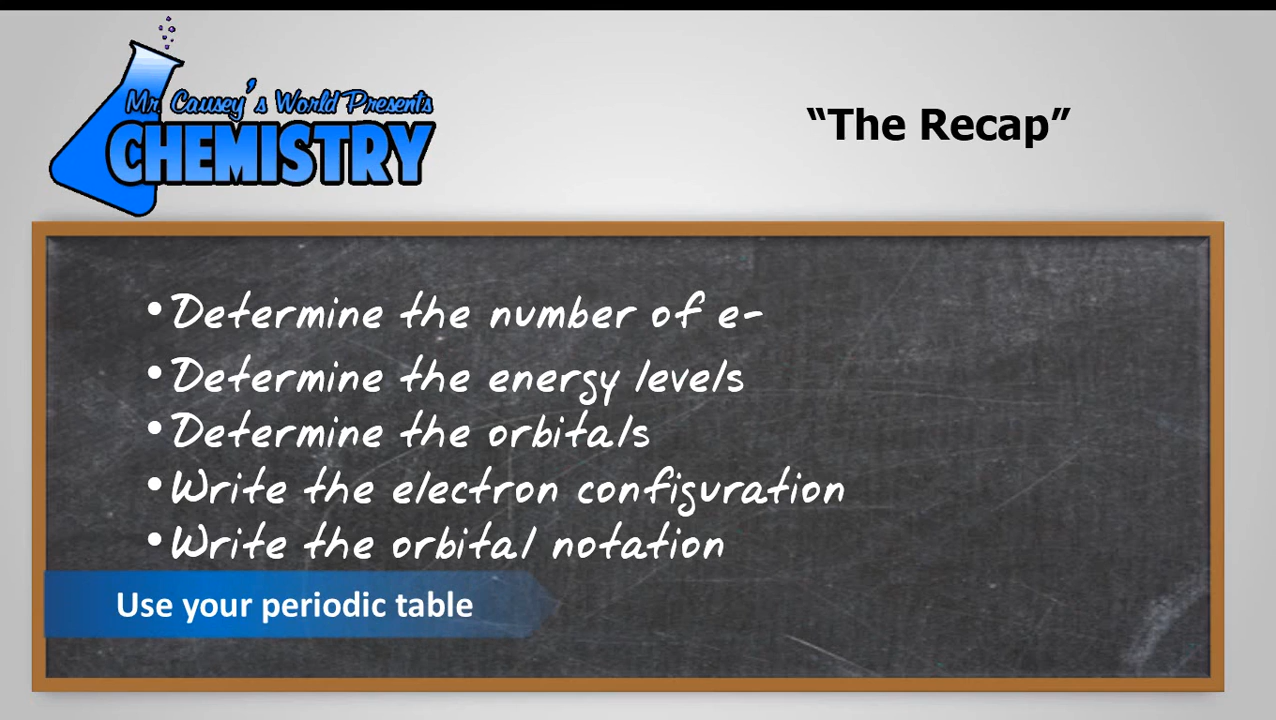 Mr. Causey's World Presents
CHEMISTRY
“The Recap”
•Determine the number of e-
•Determine the energy levels
•Determine the orbitals
•Write the electron configuration
•Write the orbital notation
Use your periodic table